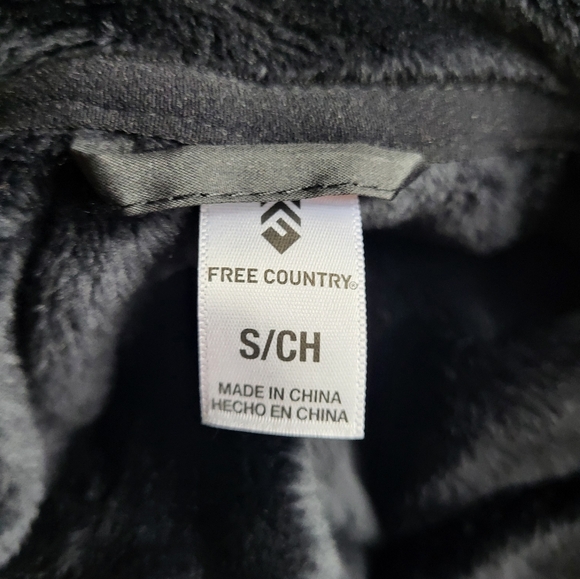 FREE COUNTRY®
S/CH
MADE IN CHINA
HECHO EN CHINA